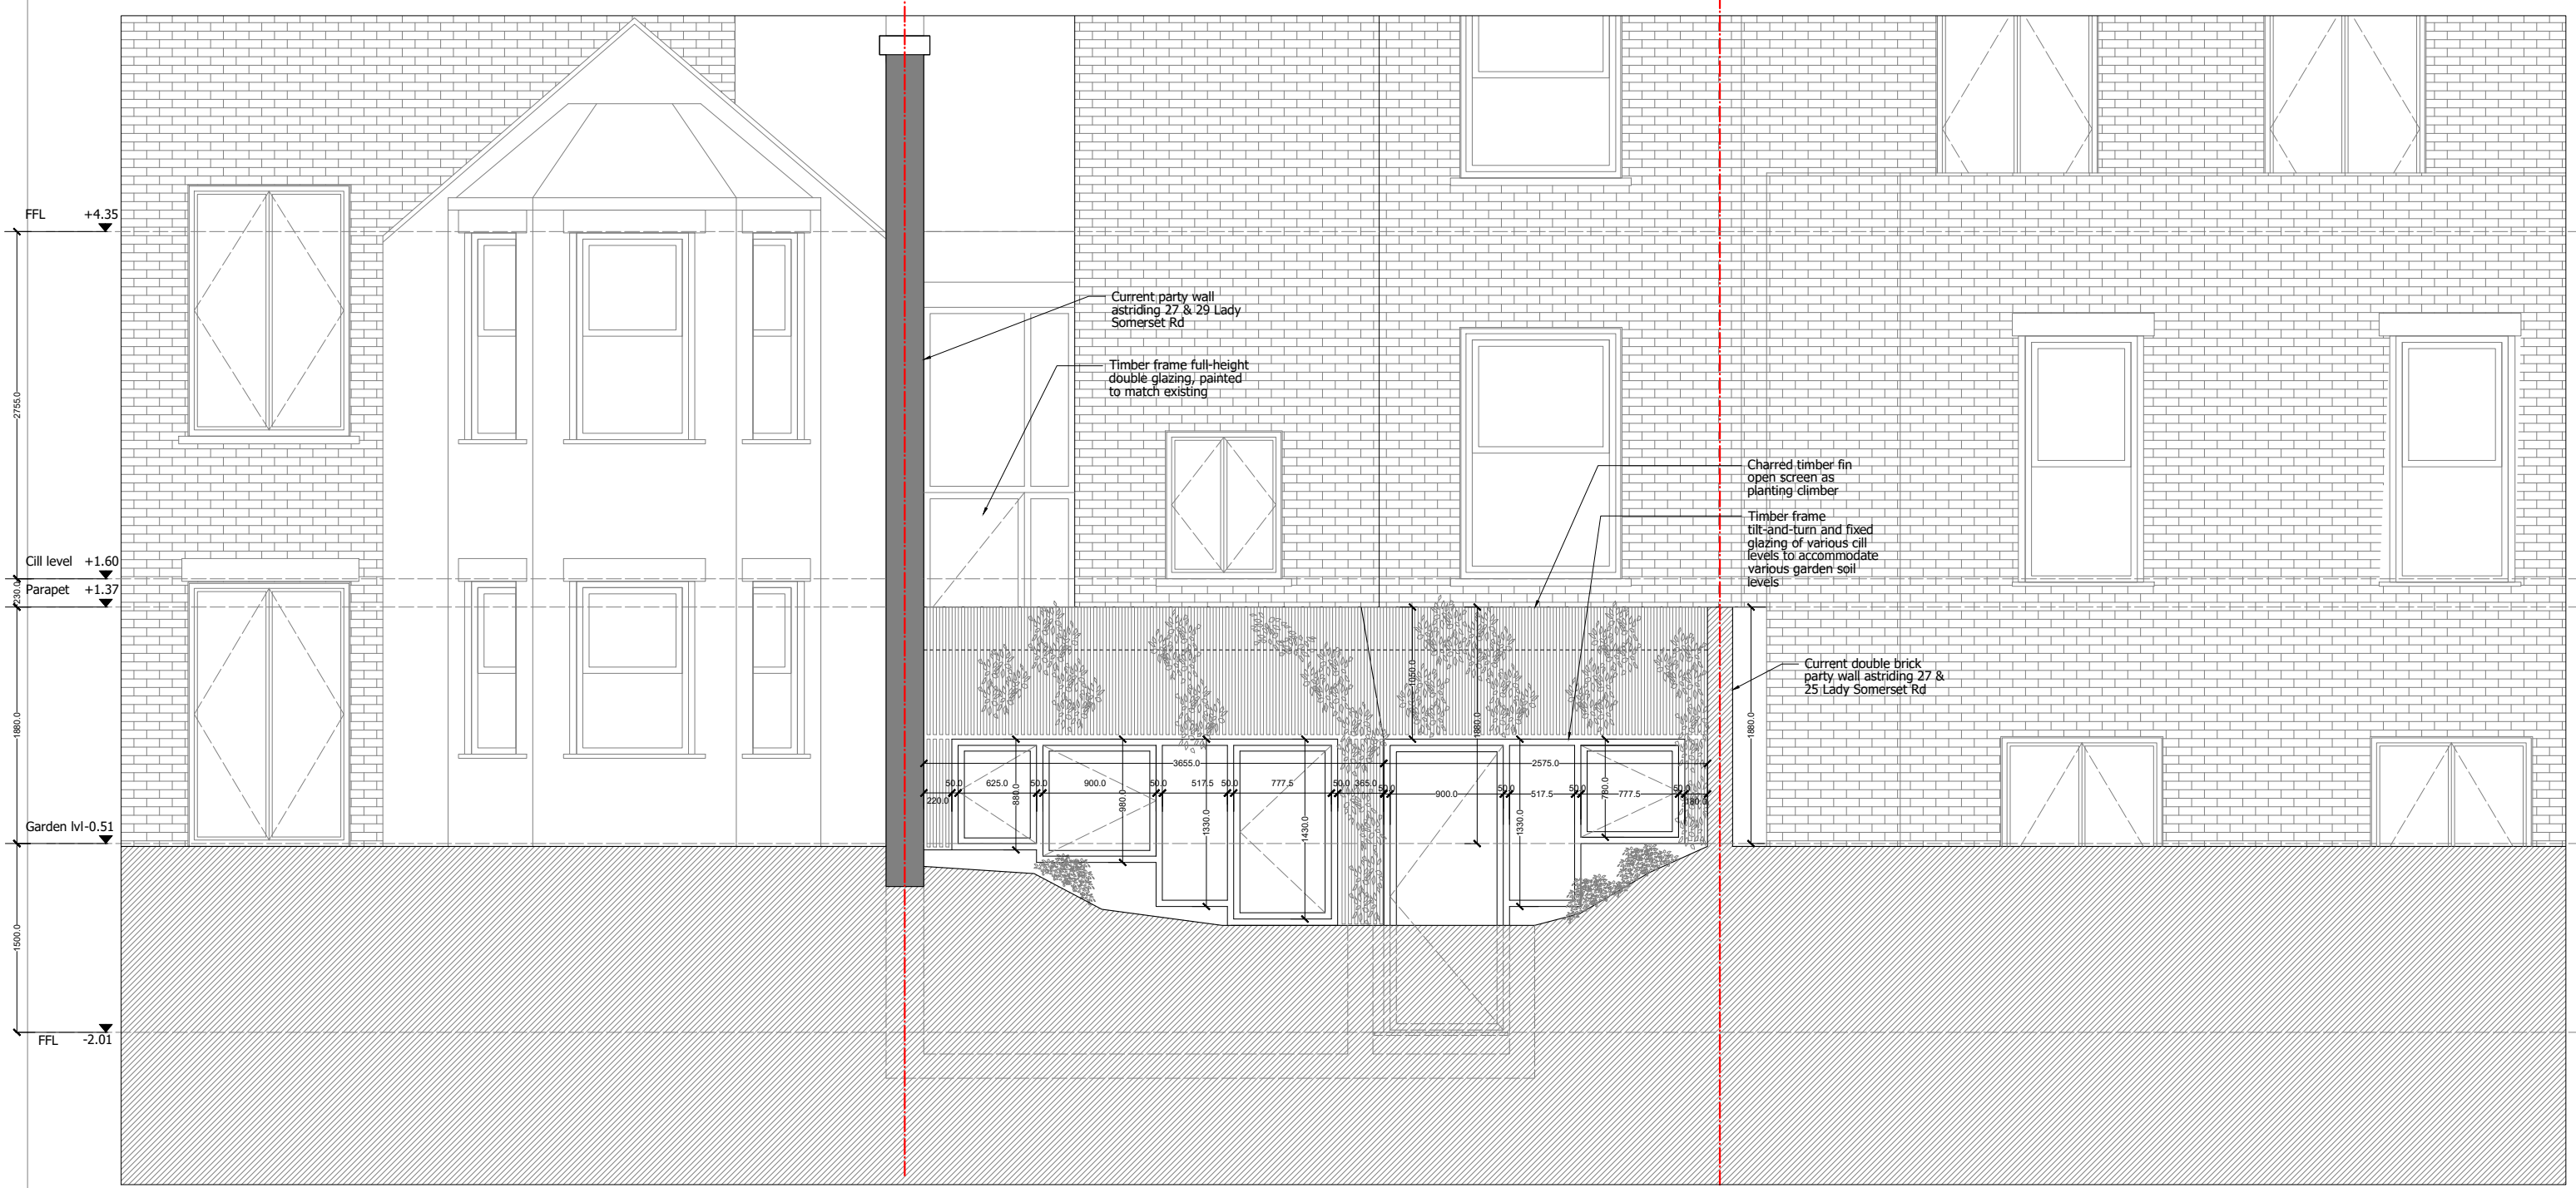 FFL +4.35
2755.0
Cill level +1.60
230.0
Parapet +1.37
1880.0
Garden lvl-0.51
1500.0
FFL -2.01
Current party wall
astriding 27 & 29 Lady
Somerset Rd
Timber frame full-height
double glazing, painted
to match existing
Charred timber fin
open screen as
planting climber
Timber frame
tilt-and-turn and fixed
glazing of various cill
levels to accommodate
various garden soil
levels
Current double brick
party wall astriding 27 &
25 Lady Somerset Rd
1050.0
1880.0
1880.0
3655.0
2575.0
220.0
50.0
625.0
50.0
900.0
50.0
517.5
50.0
777.5
50.0
365.0
50.0
900.0
50.0
517.5
50.0
777.5
50.0
180.0
880.0
980.0
1330.0
1430.0
1330.0
780.0